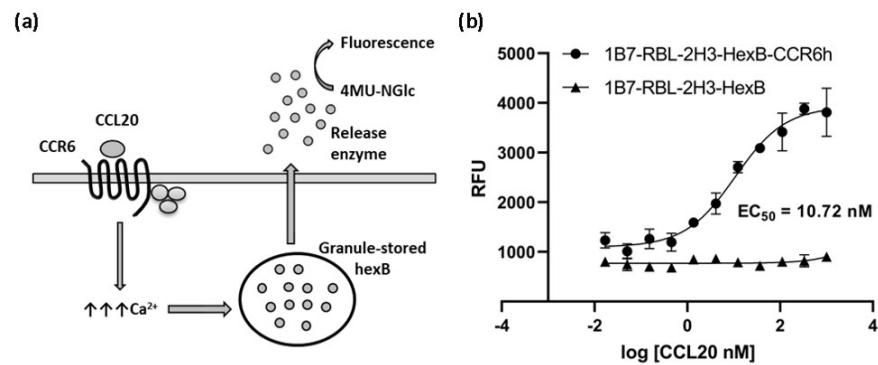 (a)
Fluorescence
4MU-NGlc
CCL20
CCR6
Release
enzyme
Granule-stored
hexB
↑↑↑Ca²⁺
(b)
5000
4000
3000
2000
1000
RFU
1B7-RBL-2H3-HexB-CCR6h
1B7-RBL-2H3-HexB
EC₅₀ = 10.72 nM
-4
-2
0
2
4
log [CCL20 nM]